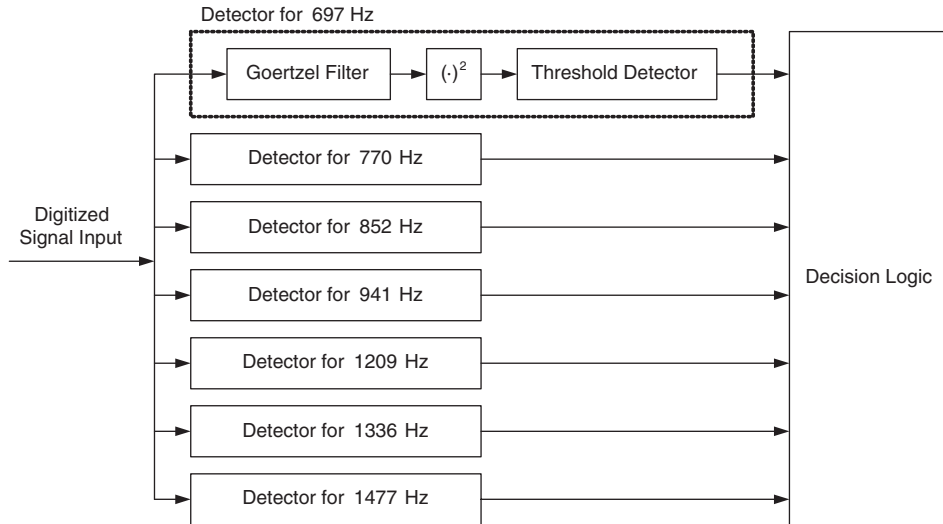 Detector for 697 Hz
Goertzel Filter
(·)²
Threshold Detector
Detector for 770 Hz
Digitized
Signal Input
Detector for 852 Hz
Detector for 941 Hz
Decision Logic
Detector for 1209 Hz
Detector for 1336 Hz
Detector for 1477 Hz